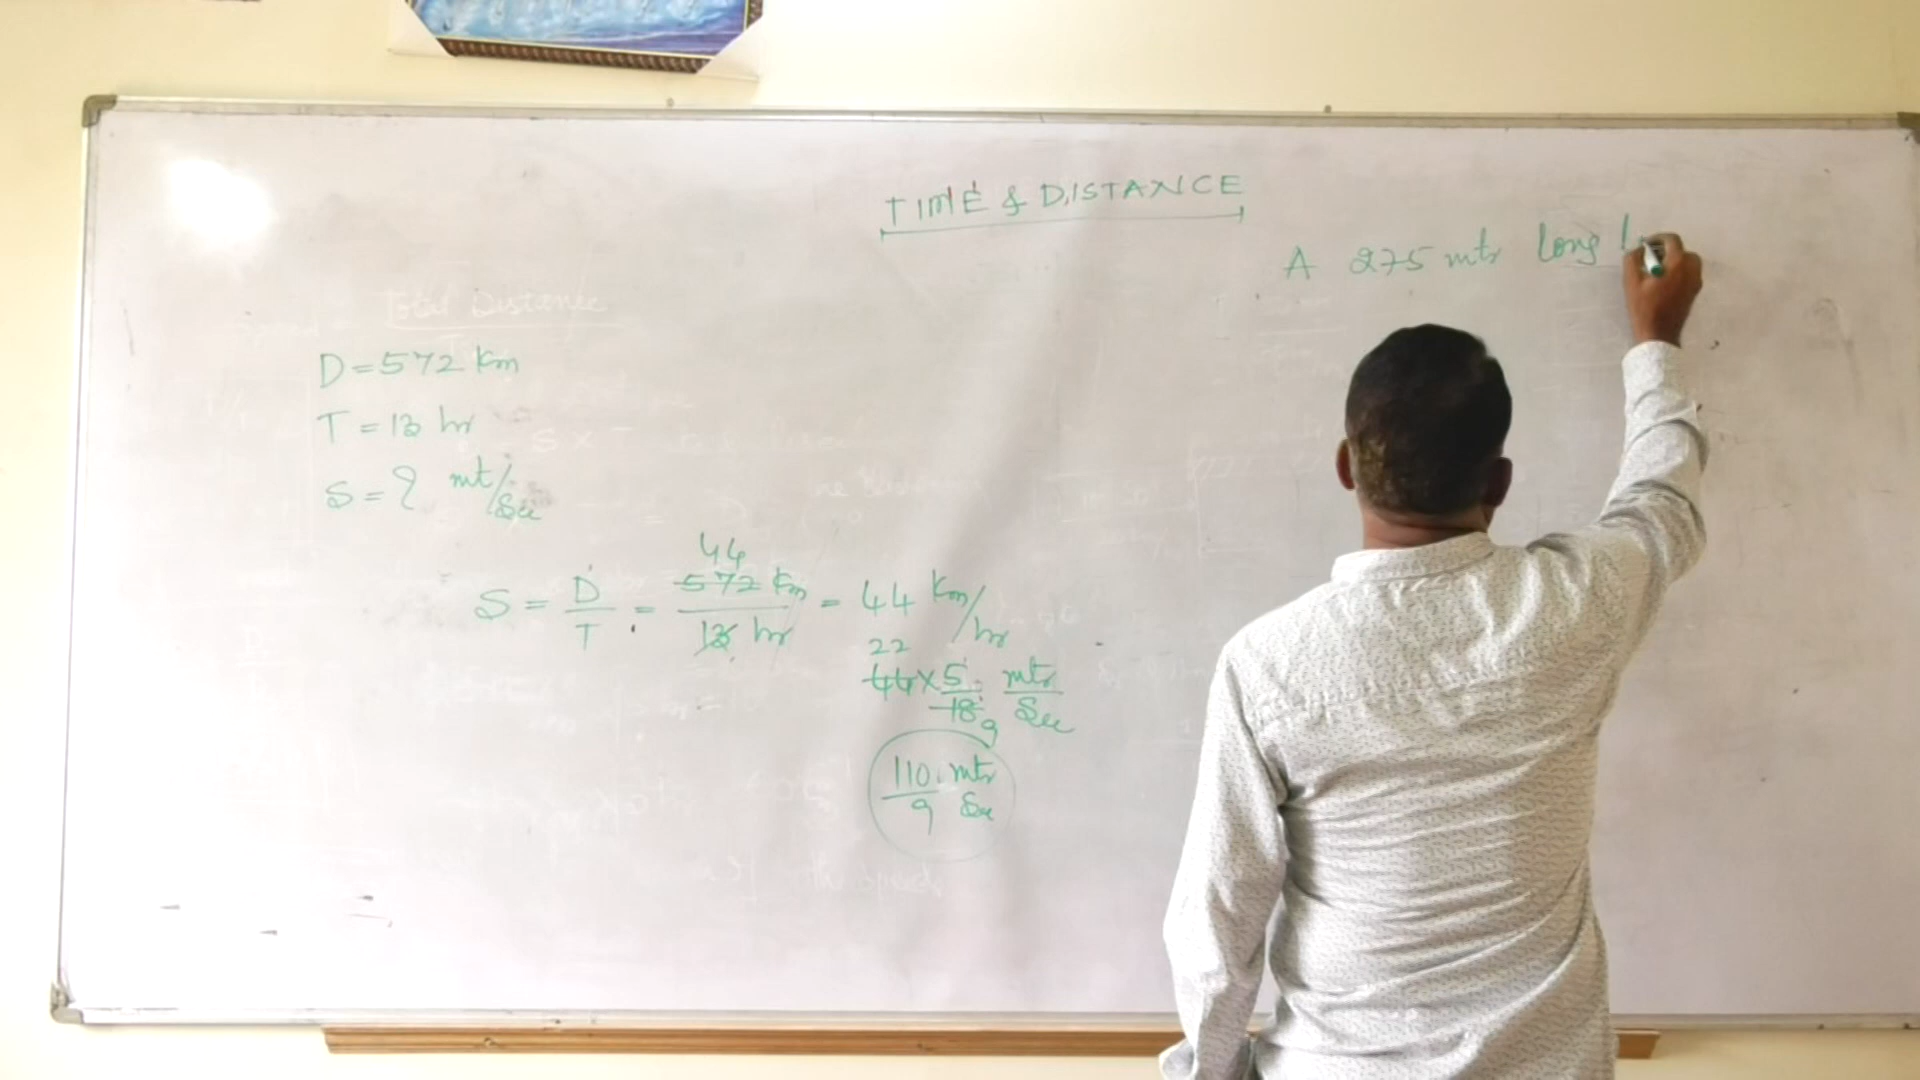 TIME & DISTANCE
A 275 mtr long
Total Distance
D = 572 Km
T = 13 hr
S = ? mt/Sec
44
S = D/T = 572 Km/13 hr = 44 Km/hr
22
44 x 5/18 mtr/Sec
9
110/9 mtr/Sec